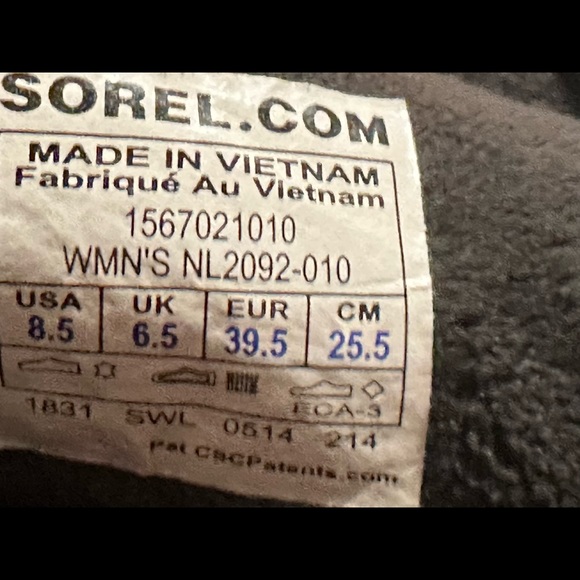 SOREL.COM
MADE IN VIETNAM
Fabriqué Au Vietnam
1567021010
WMN'S NL2092-010
USA UK EUR CM
8.5 6.5 39.5 25.5
ECA-3
1831 SWL 0514 214
Pat CSCPatents.com